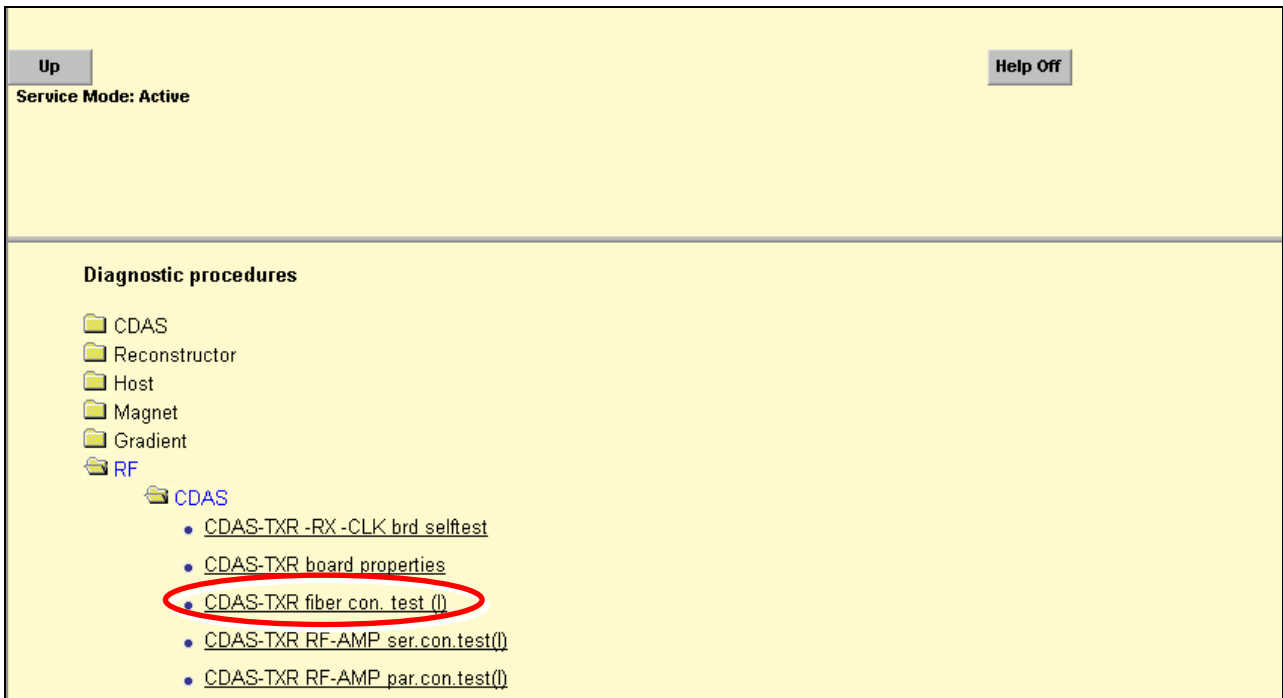 Up
Help Off
Service Mode: Active
Diagnostic procedures
CDAS
Reconstructor
Host
Magnet
Gradient
RF
CDAS
CDAS-TXR -RX -CLK brd selftest
CDAS-TXR board properties
CDAS-TXR fiber con. test (I)
CDAS-TXR RF-AMP ser.con.test(I)
CDAS-TXR RF-AMP par.con.test(I)